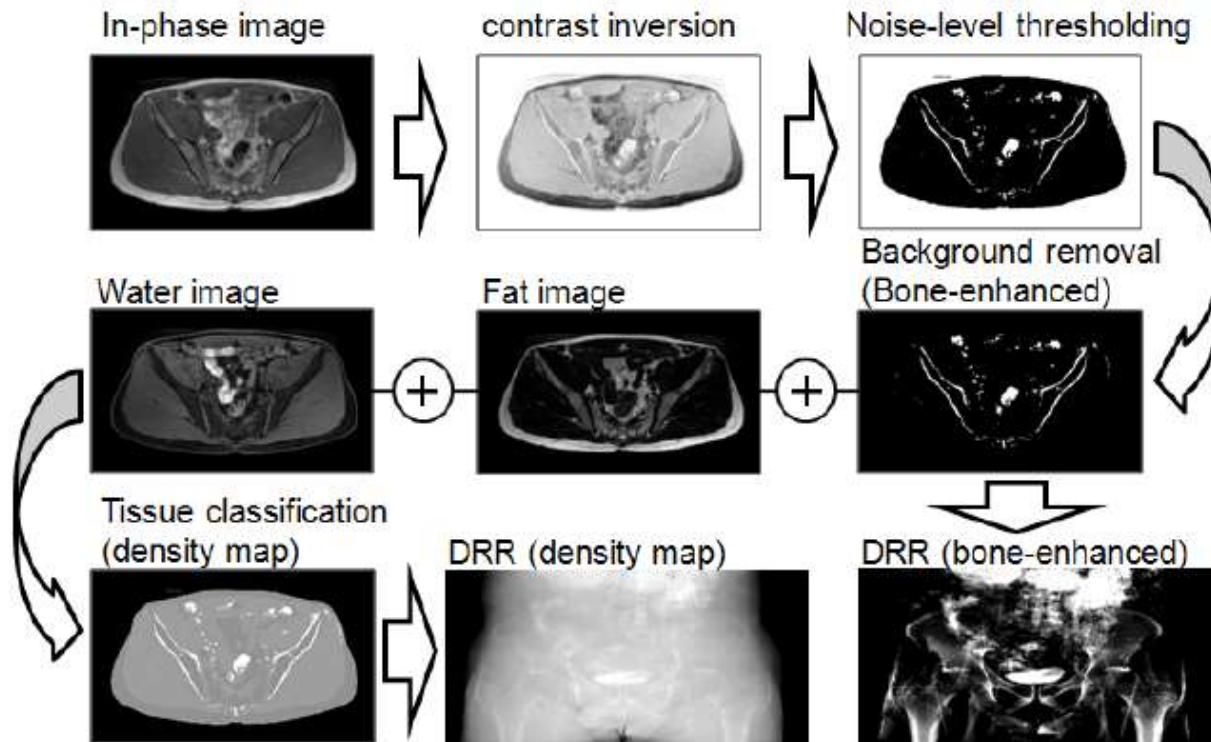 In-phase image
contrast inversion
Noise-level thresholding
Background removal
(Bone-enhanced)
Water image
Fat image
+
+
Tissue classification
(density map)
DRR (density map)
DRR (bone-enhanced)